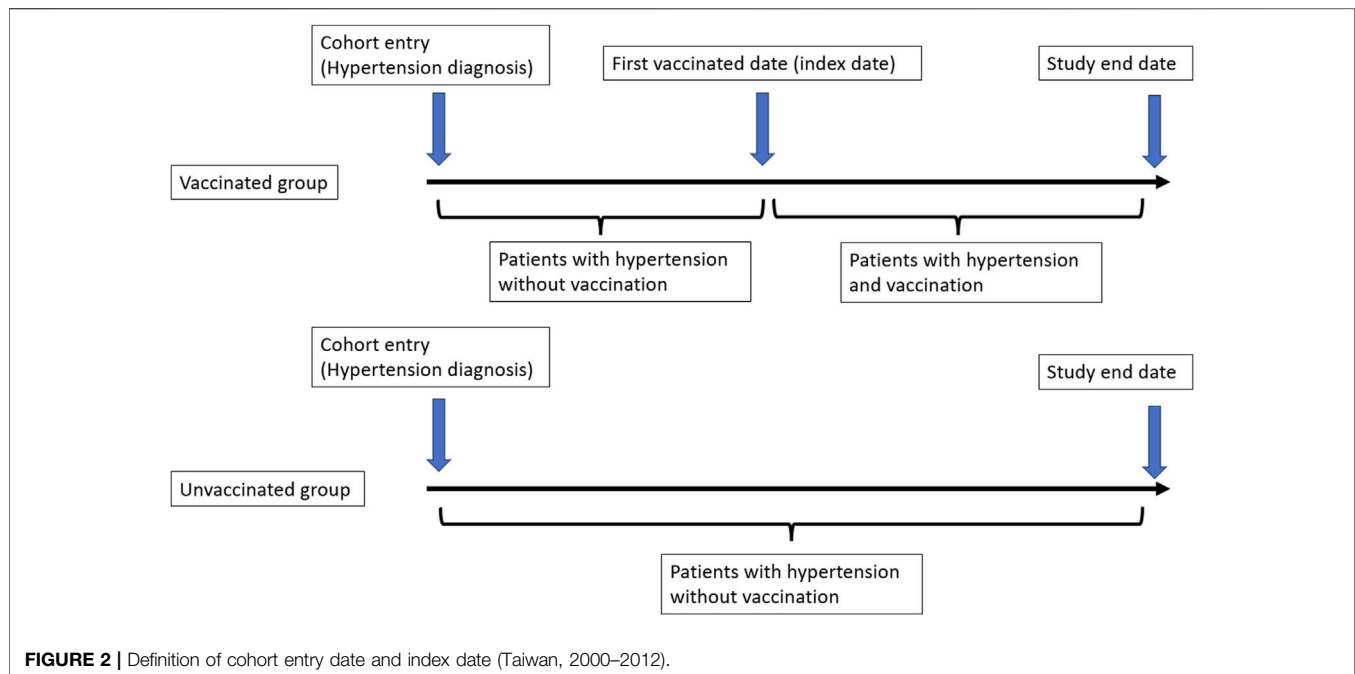 Cohort entry
(Hypertension diagnosis)
First vaccinated date (index date)
Study end date
Vaccinated group
Patients with hypertension
without vaccination
Patients with hypertension
and vaccination
Cohort entry
(Hypertension diagnosis)
Study end date
Unvaccinated group
Patients with hypertension
without vaccination
FIGURE 2 | Definition of cohort entry date and index date (Taiwan, 2000–2012).